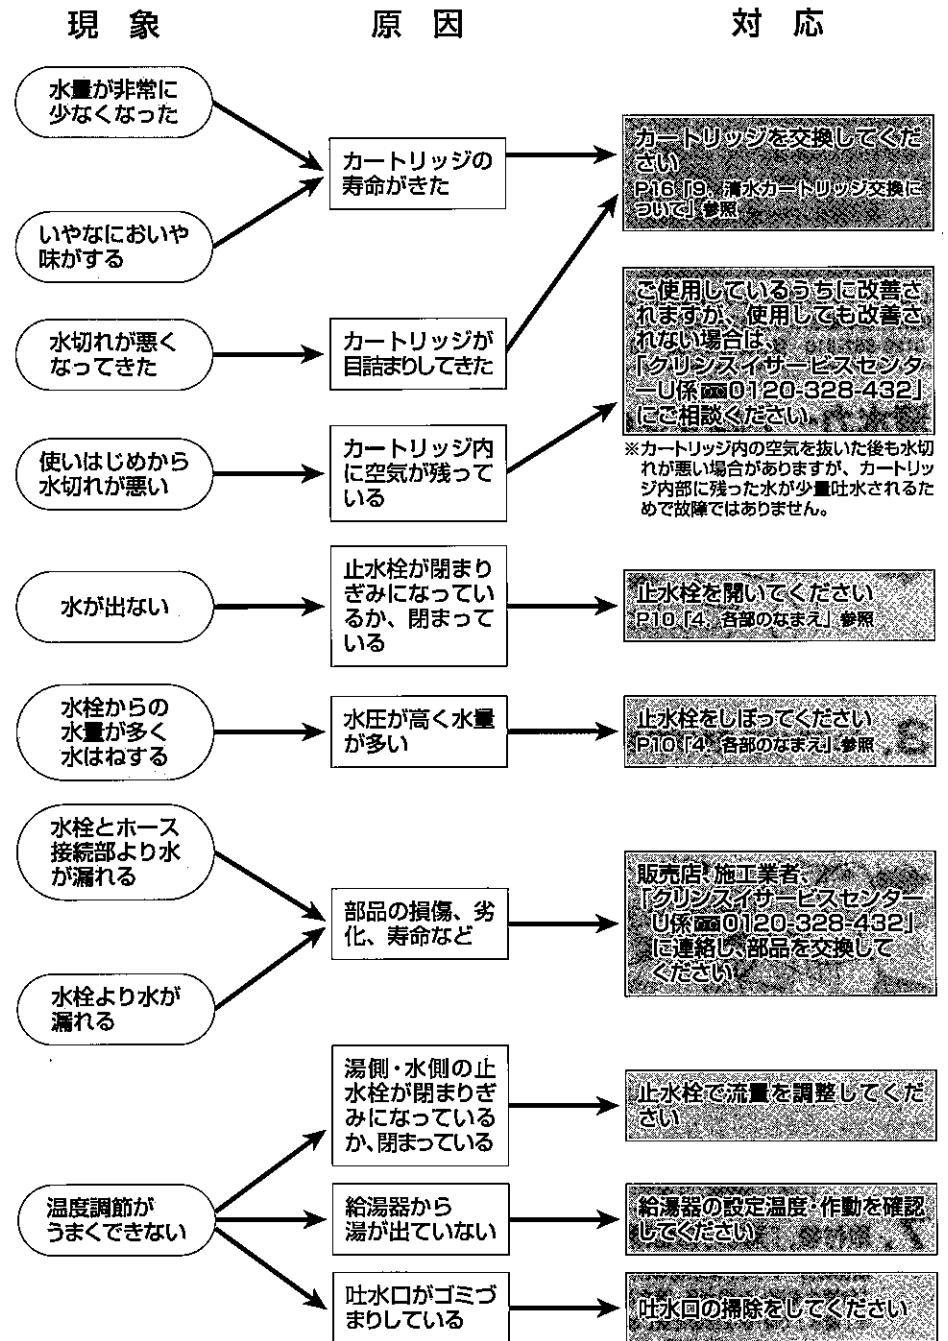 現象
原因
対応
水量が非常に
少なくなった
いやなにおいや
味がする
カートリッジの
寿命がきた
カートリッジを交換してくだ
さい
P16「9．清水カートリッジ交換に
ついて」参照
水切れが悪く
なってきた
カートリッジが
目詰まりしてきた
使いはじめから
水切れが悪い
カートリッジ内
に空気が残って
いる
ご使用しているうちに改善さ
れますが、使用しても改善さ
れない場合は、
「クリンスイサービスセンタ
ーU係0120-328-432」
にご相談ください。
※カートリッジ内の空気を抜いた後も水切
れが悪い場合がありますが、カートリッ
ジ内部に残った水が少量吐水されるた
めで故障ではありません。
水が出ない
止水栓が閉まり
ぎみになってい
るか、閉まって
いる
止水栓を開いてください
P10「4．各部のなまえ」参照
水栓からの
水量が多く
水はねする
水圧が高く水量
が多い
止水栓をしぼってください
P10「4．各部のなまえ」参照
水栓とホース
接続部より水
が漏れる
水栓より水が
漏れる
部品の損傷、劣
化、寿命など
販売店、施工業者、
「クリンスイサービスセンター
U係0120-328-432」
に連絡し、部品を交換して
ください
温度調節が
うまくできない
湯側・水側の止
水栓が閉まりぎ
みになっている
か、閉まっている
止水栓で流量を調整してくだ
さい
給湯器から
湯が出ていない
給湯器の設定温度・作動を確認
してください
吐水口がゴミづ
まりしている
吐水口の掃除をしてください